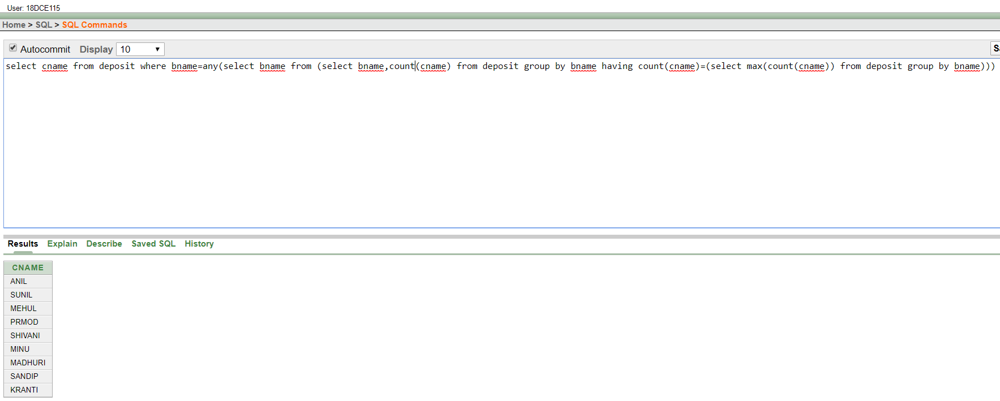 User: 18DCE115
Home > SQL > SQL Commands
Autocommit Display 10
select cname from deposit where bname=any(select bname from (select bname,count(cname) from deposit group by bname having count(cname)=(select max(count(cname)) from deposit group by bname)))
Results Explain Describe Saved SQL History
CNAME
ANIL
SUNIL
MEHUL
PRMOD
SHIVANI
MINU
MADHURI
SANDIP
KRANTI